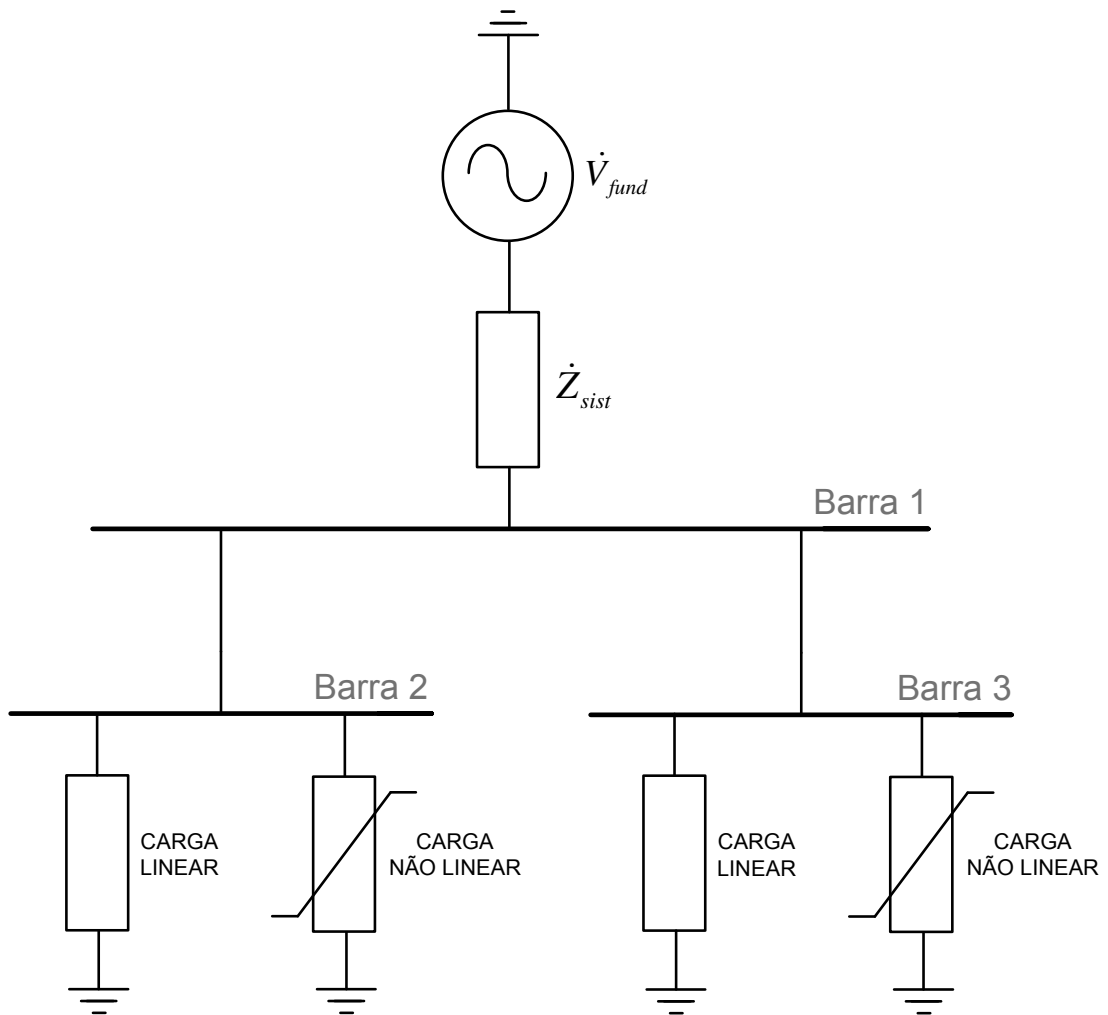 V̇fund
Żsist
Barra 1
Barra 2
Barra 3
CARGA
LINEAR
CARGA
NÃO LINEAR
CARGA
LINEAR
CARGA
NÃO LINEAR